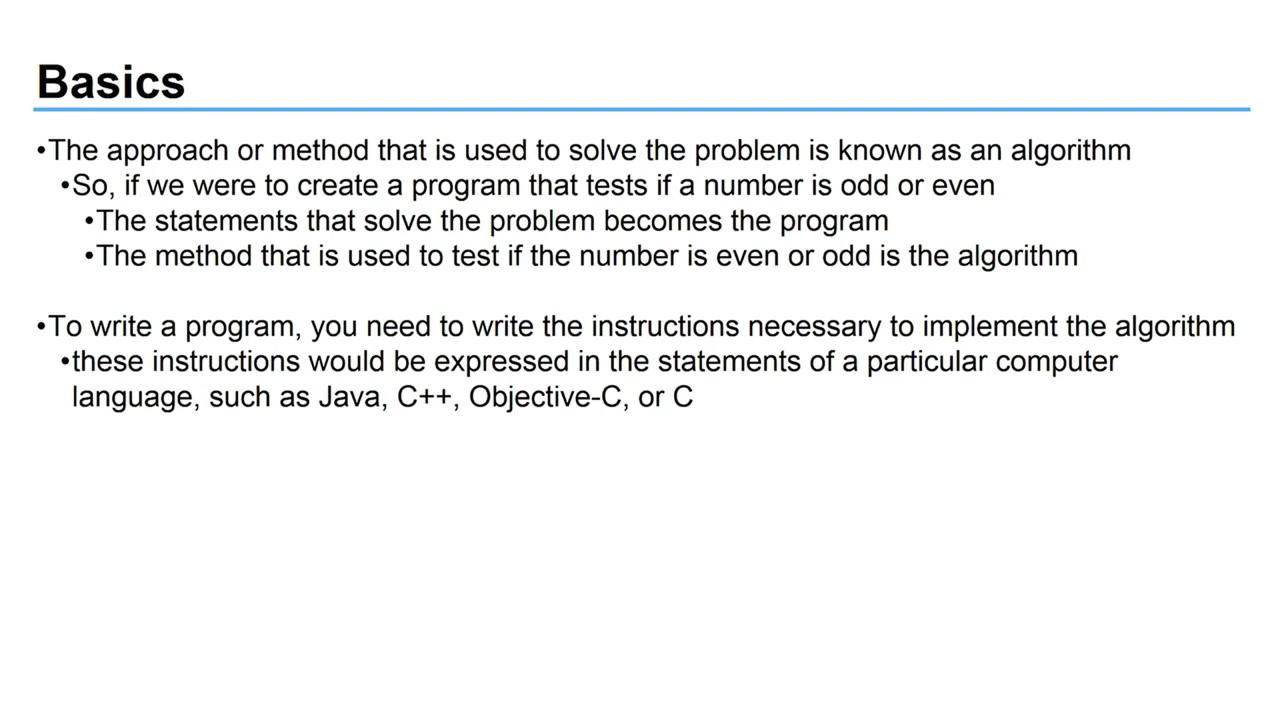 Basics
•The approach or method that is used to solve the problem is known as an algorithm
•So, if we were to create a program that tests if a number is odd or even
•The statements that solve the problem becomes the program
•The method that is used to test if the number is even or odd is the algorithm
•To write a program, you need to write the instructions necessary to implement the algorithm
•these instructions would be expressed in the statements of a particular computer
language, such as Java, C++, Objective-C, or C